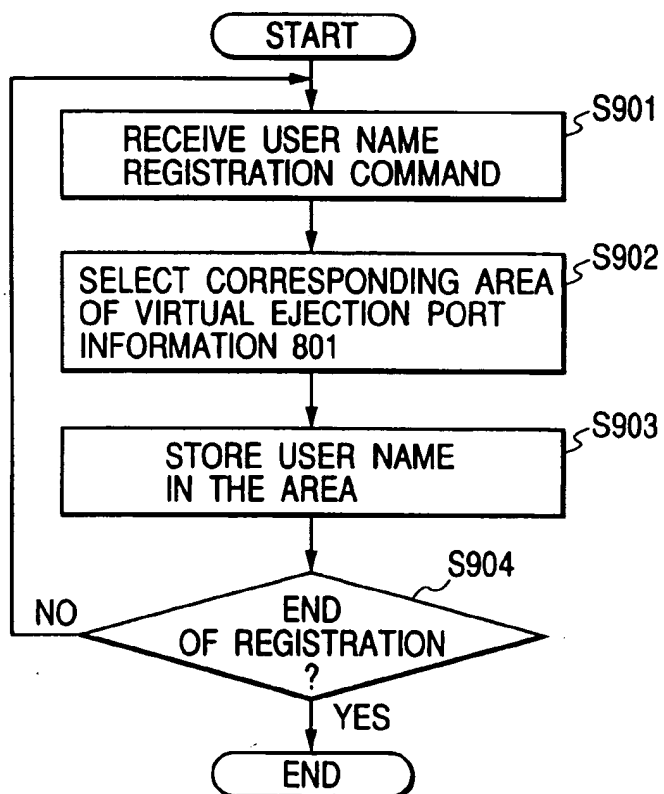 START
S901
RECEIVE USER NAME
REGISTRATION COMMAND
S902
SELECT CORRESPONDING AREA
OF VIRTUAL EJECTION PORT
INFORMATION 801
S903
STORE USER NAME
IN THE AREA
S904
NO
END
OF REGISTRATION
?
YES
END